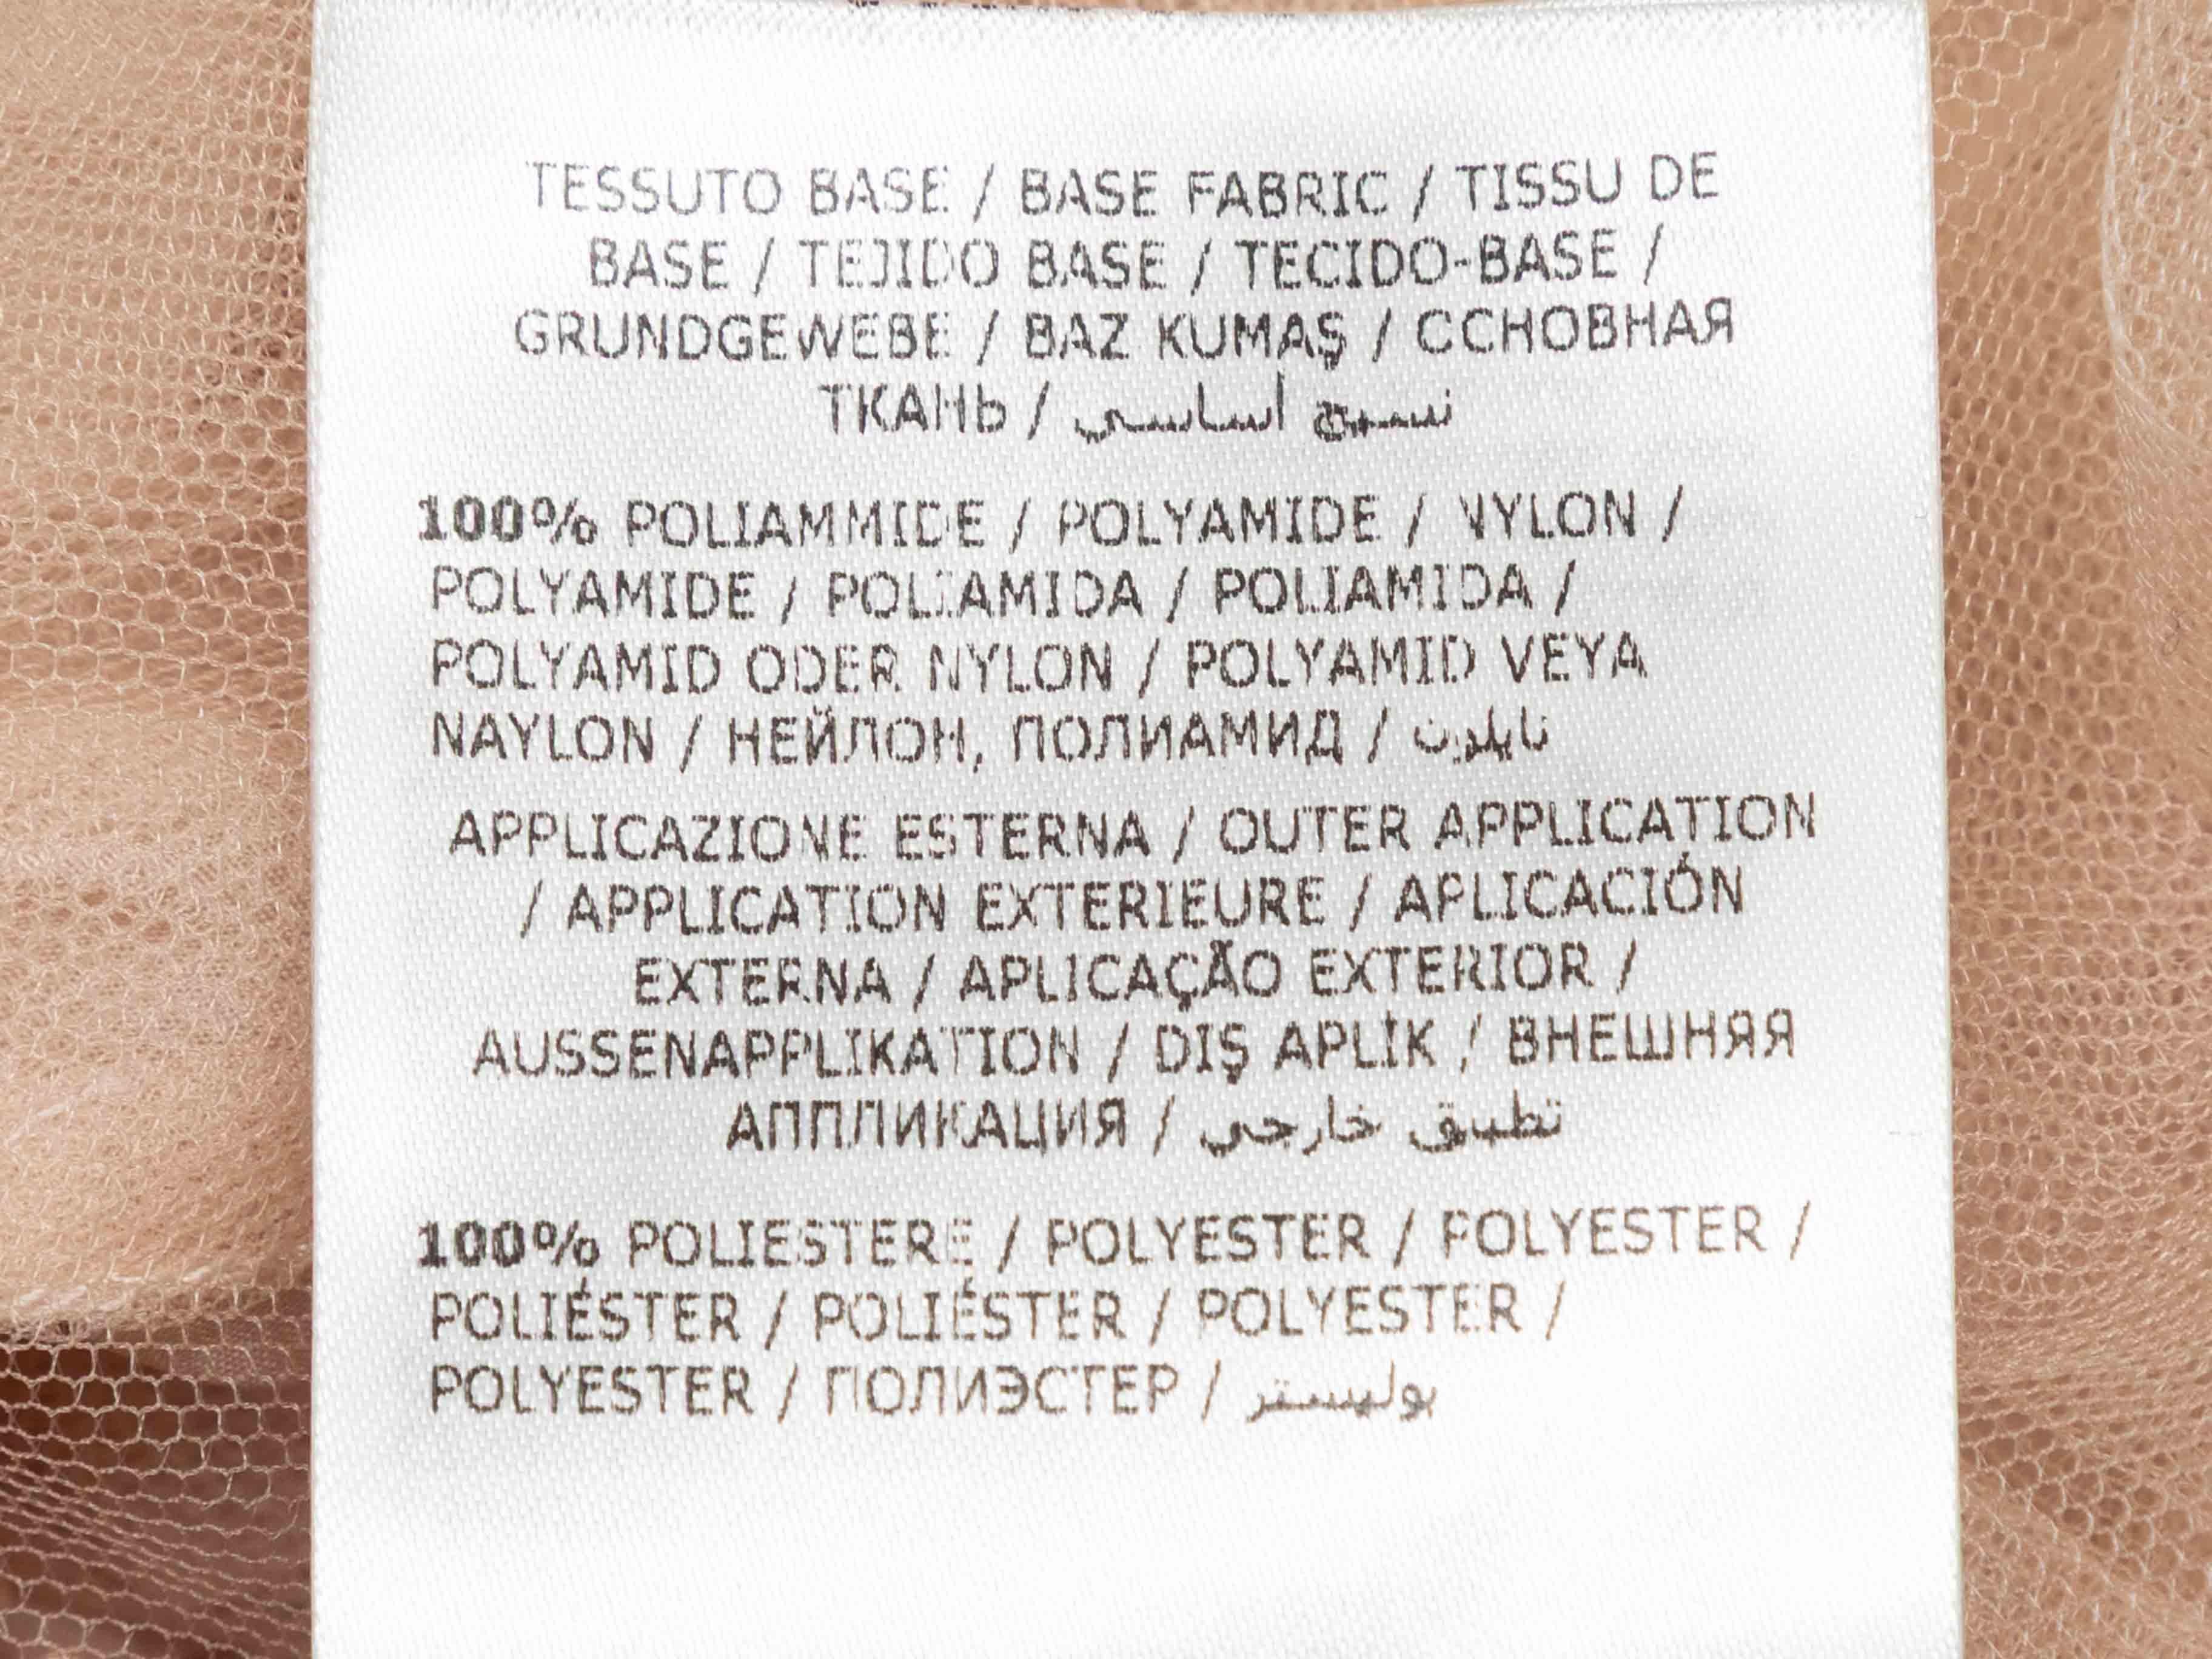 TESSUTO BASE / BASE FABRIC / TISSU DE
BASE / TEJIDO BASE / TECIDO-BASE /
GRUNDGEWEBE / BAZ KUMAŞ / ОСНОВНАЯ
ТКАНЬ / نسيج أساسي
100% POLIAMMIDE / POLYAMIDE / NYLON /
POLYAMIDE / POLIAMIDA / POLIAMIDA /
POLYAMID ODER NYLON / POLYAMID VEYA
NAYLON / НЕЙЛОН, ПОЛИАМИД / نايلون
APPLICAZIONE ESTERNA / OUTER APPLICATION
/ APPLICATION EXTERIEURE / APLICACIÓN
EXTERNA / APLICAÇÃO EXTERIOR /
AUSSENAPPLIKATION / DIŞ APLİK / ВНЕШНЯЯ
АППЛИКАЦИЯ / تطبيق خارجي
100% POLIESTERE / POLYESTER / POLYESTER /
POLIÉSTER / POLIÉSTER / POLYESTER /
POLYESTER / ПОЛИЭСТЕР / بوليستر